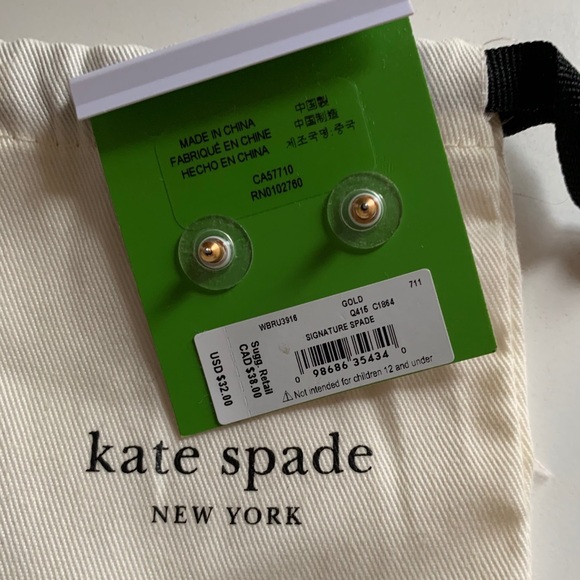 MADE IN CHINA
FABRIQUÉ EN CHINE
HECHO EN CHINA
中国製
中国制造
제조국명:중국
CA57710
RN0102760
WBRU3916
GOLD
711
Q415 C1864
SIGNATURE SPADE
0 98686 35434 0
⚠ Not intended for children 12 and under
Sugg. Retail
CAD $38.00
USD $32.00
kate spade
NEW YORK